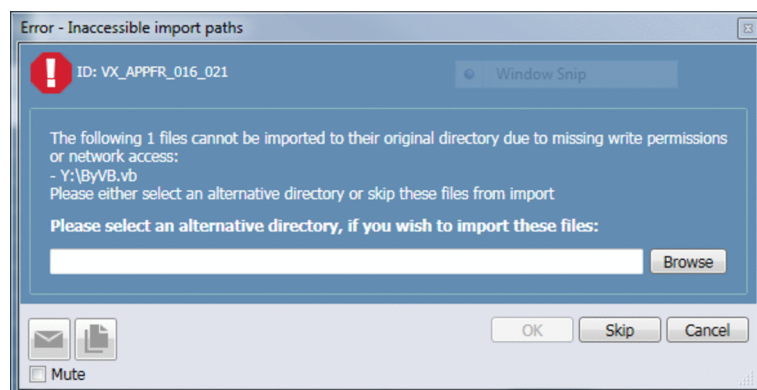 Error - Inaccessible import paths
ID: VX_APPFR_016_021
Window Snip
The following 1 files cannot be imported to their original directory due to missing write permissions
or network access:
- Y:\ByVB.vb
Please either select an alternative directory or skip these files from import
Please select an alternative directory, if you wish to import these files:
Browse
OK
Skip
Cancel
Mute